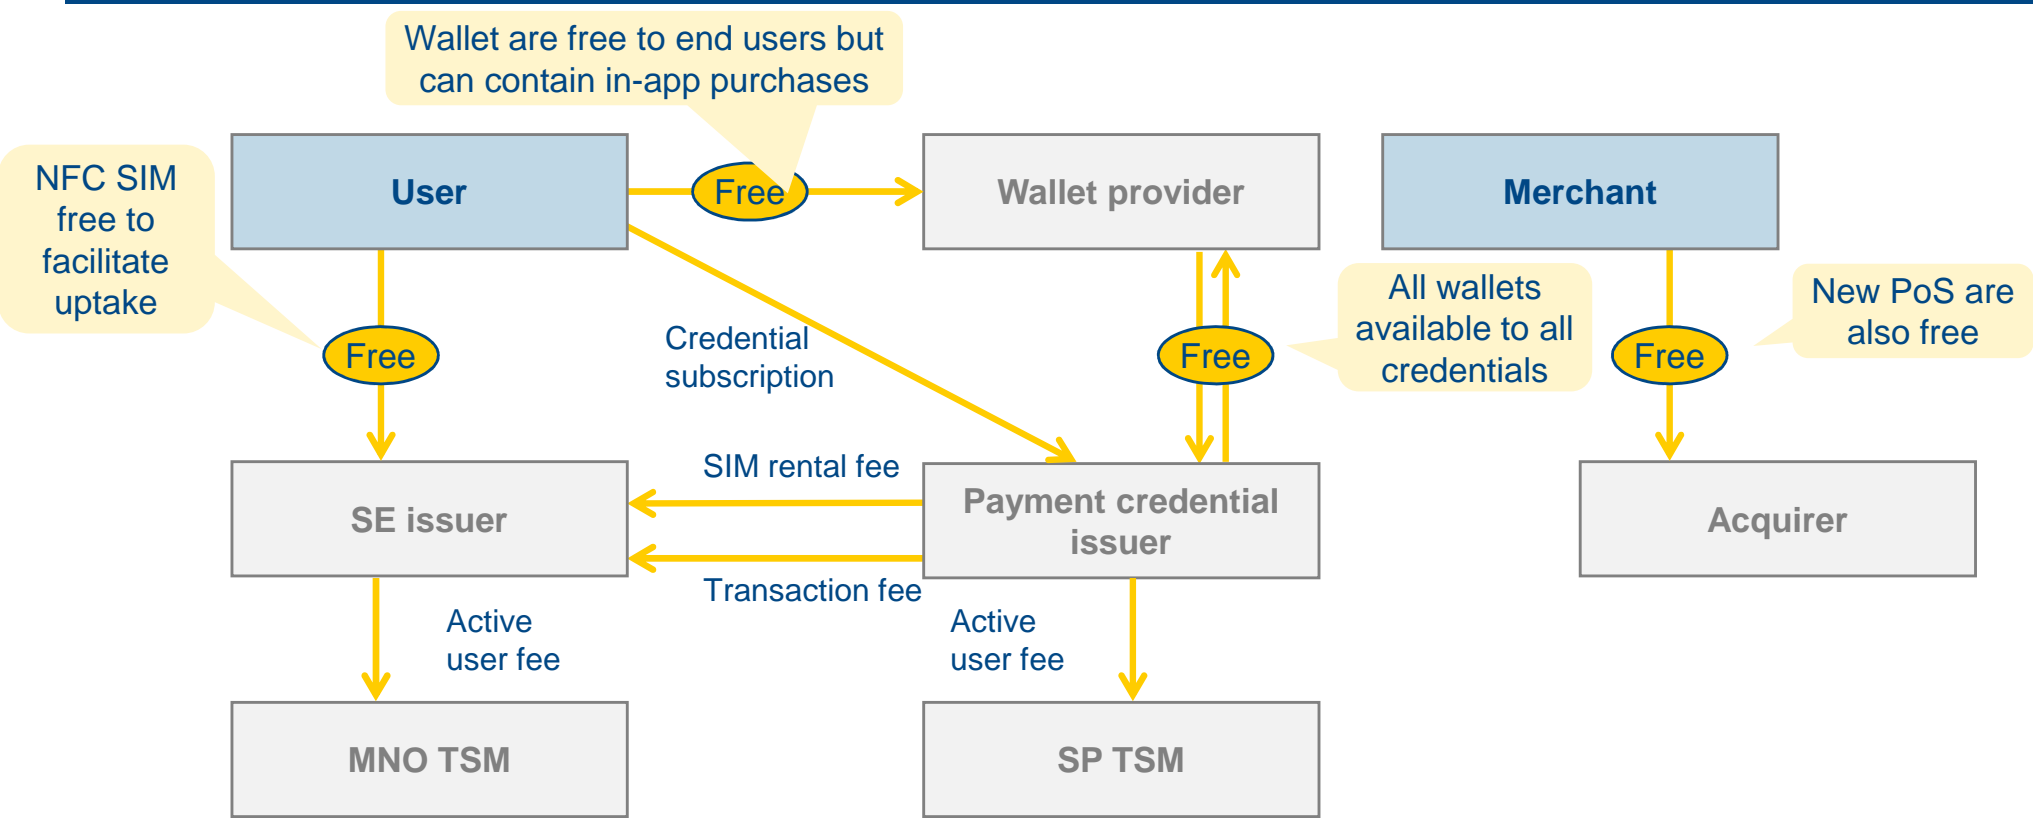 Wallet are free to end users but
can contain in-app purchases
NFC SIM
free to
facilitate
uptake
User
Free
Wallet provider
Merchant
All wallets
available to all
credentials
New PoS are
also free
Free
Credential
subscription
Free
Free
SIM rental fee
SE issuer
Payment credential
issuer
Acquirer
Transaction fee
Active
user fee
Active
user fee
MNO TSM
SP TSM